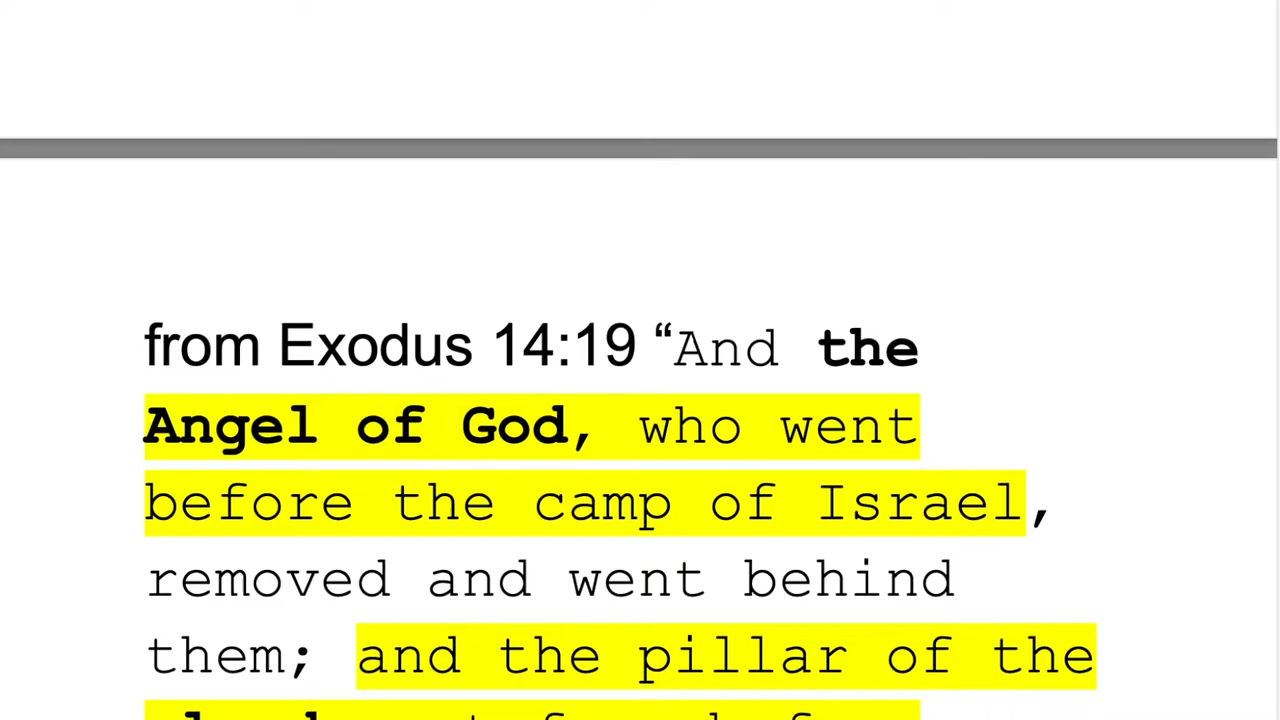 from Exodus 14:19 “And the
Angel of God, who went
before the camp of Israel,
removed and went behind
them; and the pillar of the